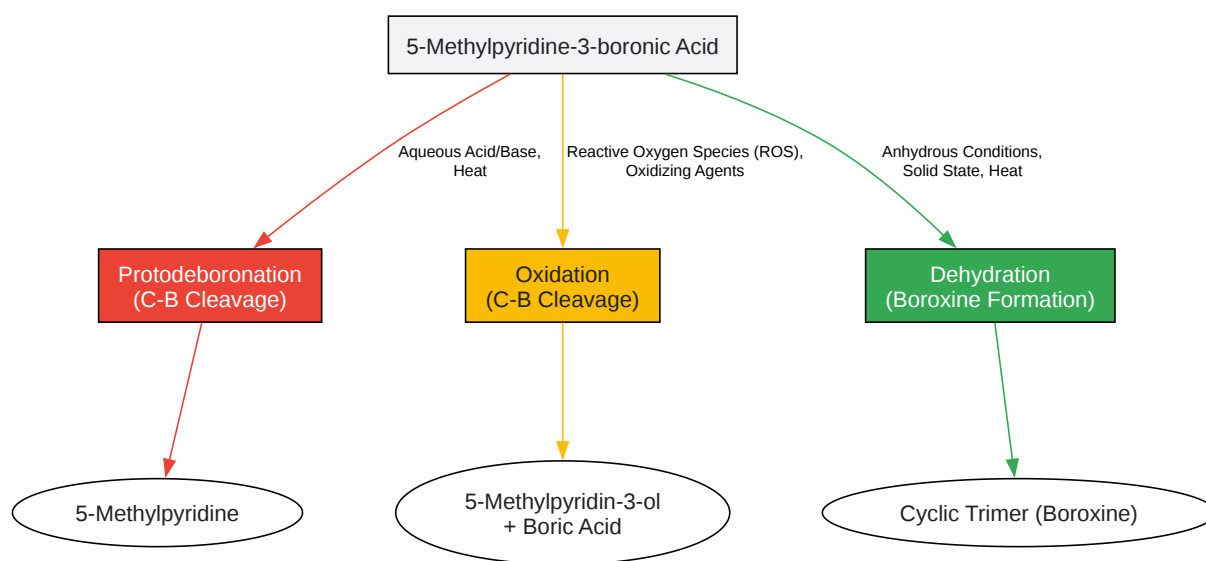 5-Methylpyridine-3-boronic Acid
Aqueous Acid/Base,
Heat
Reactive Oxygen Species (ROS),
Oxidizing Agents
Anhydrous Conditions,
Solid State, Heat
Protodeboronation
(C-B Cleavage)
Oxidation
(C-B Cleavage)
Dehydration
(Boroxine Formation)
5-Methylpyridine
5-Methylpyridin-3-ol
+ Boric Acid
Cyclic Trimer (Boroxine)